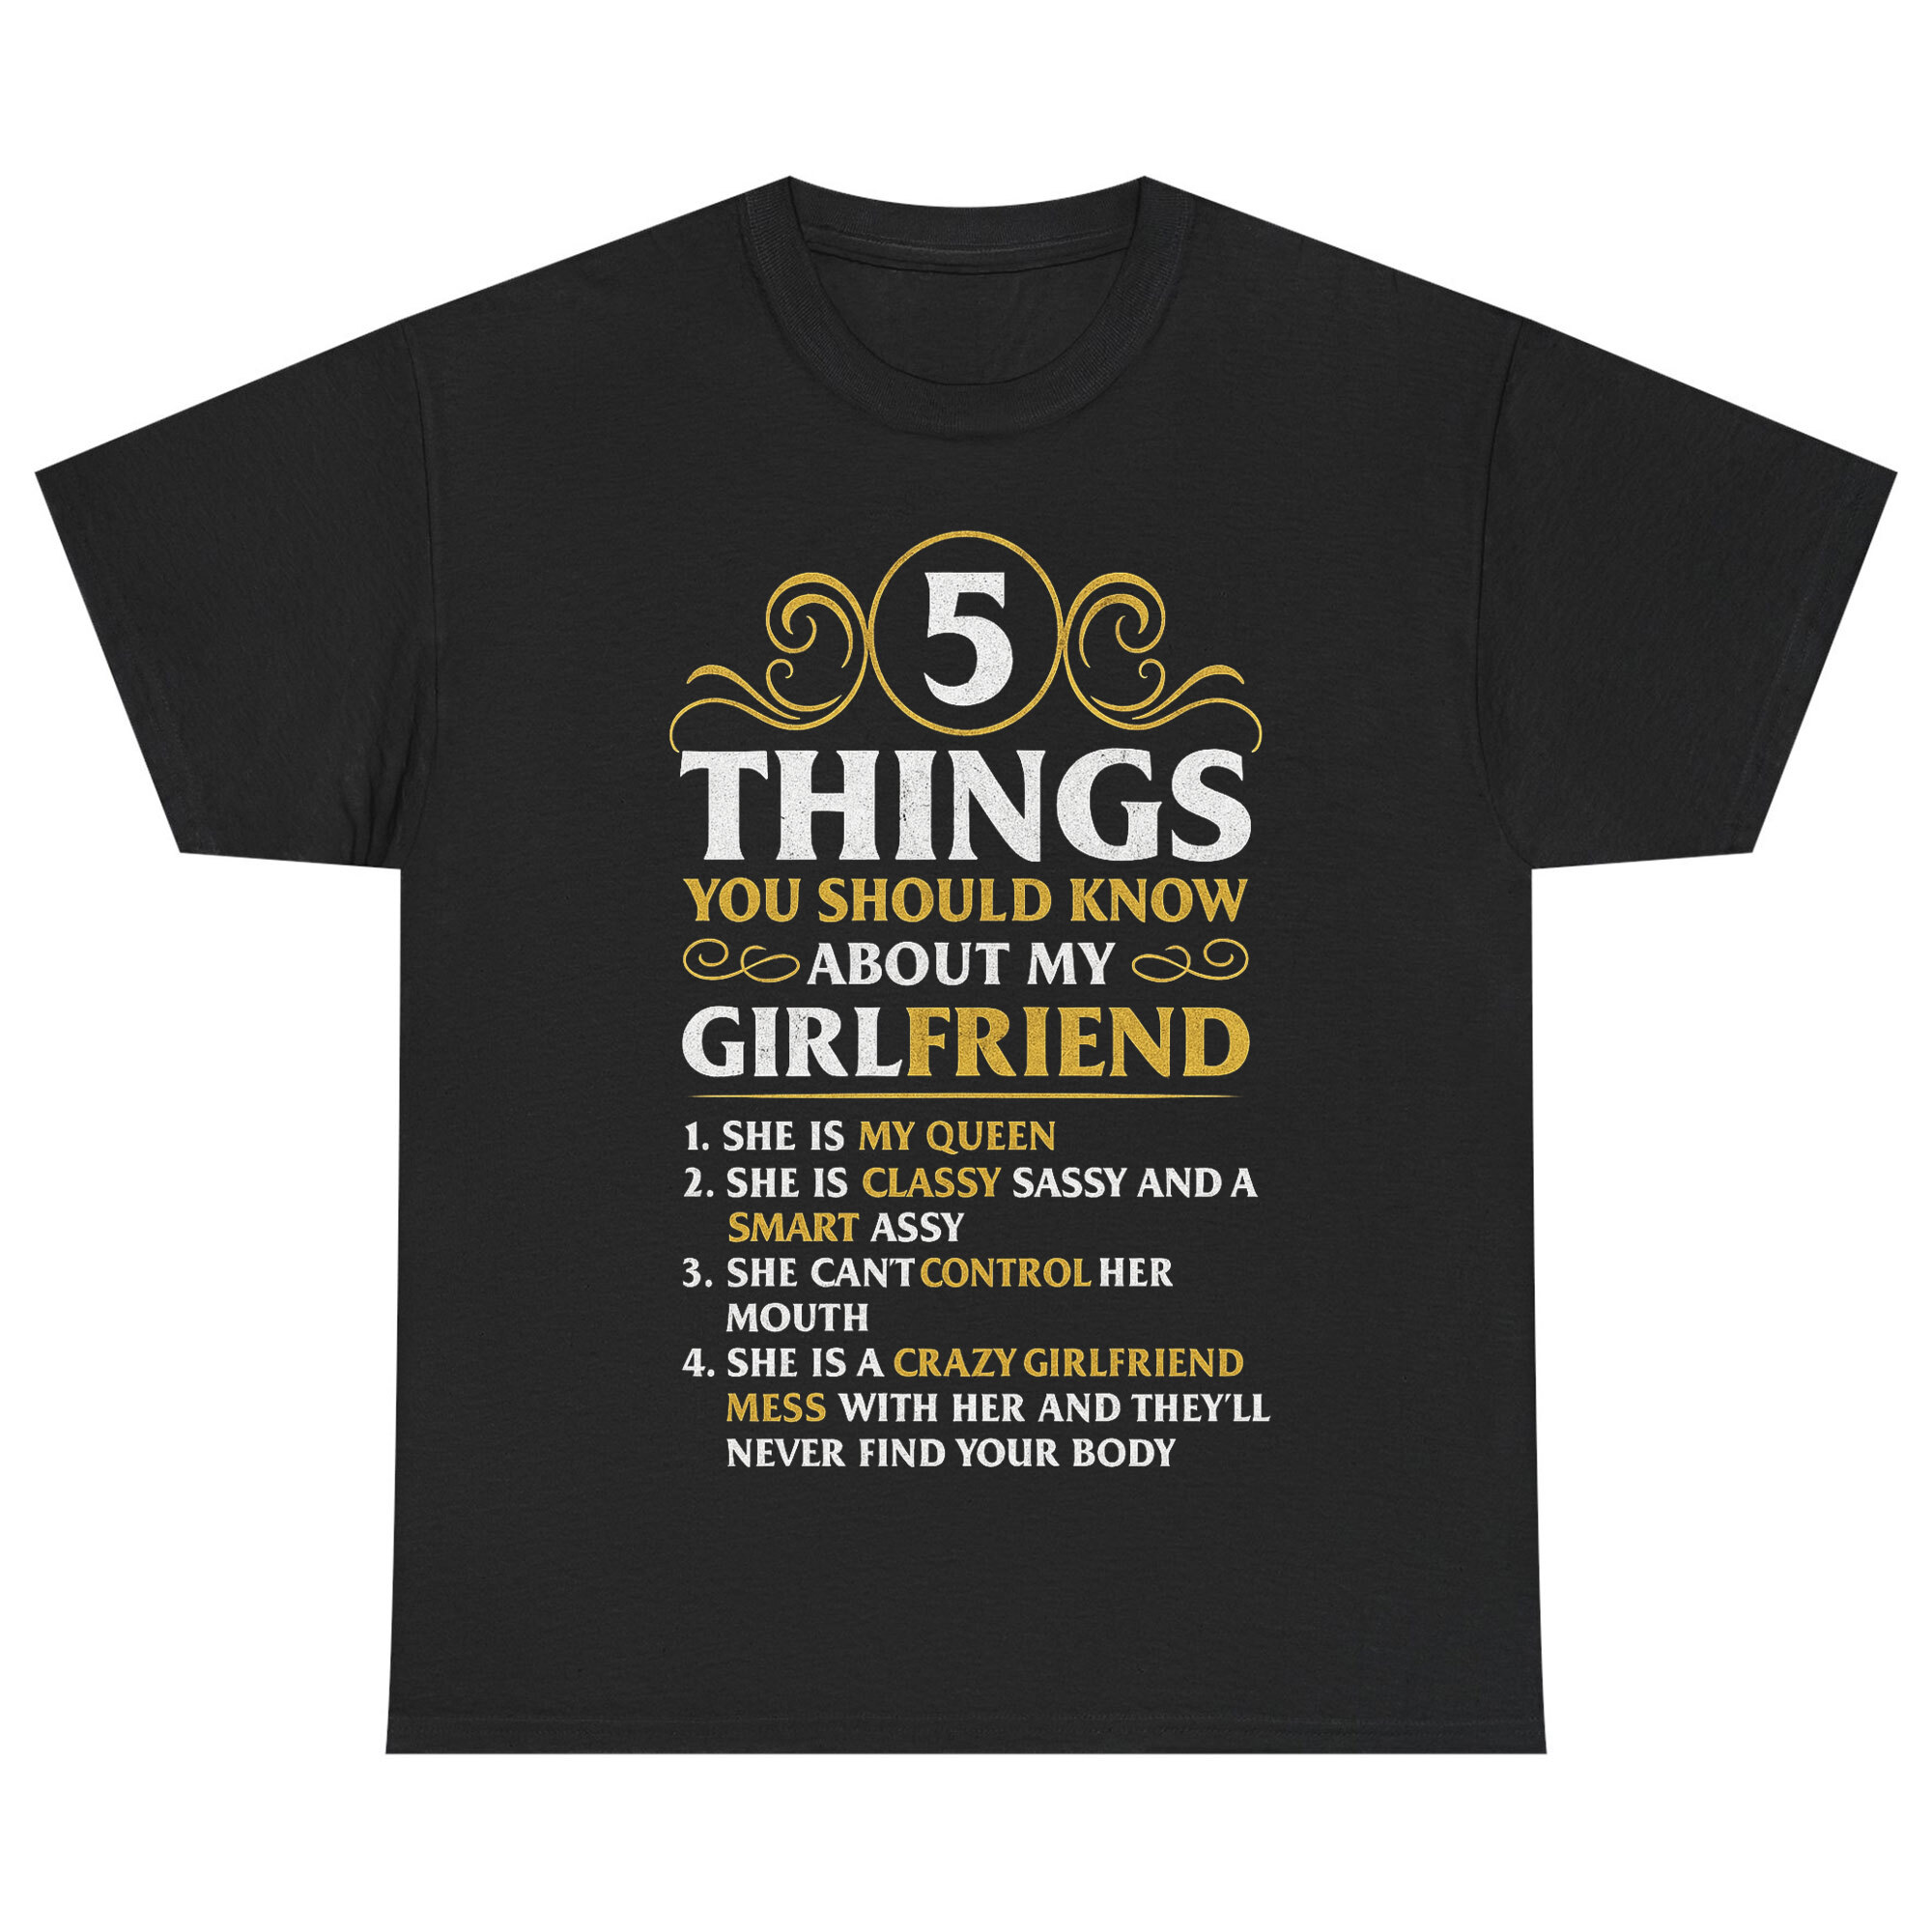 5
THINGS
YOU SHOULD KNOW
ABOUT MY
GIRLFRIEND
1. SHE IS MY QUEEN
2. SHE IS CLASSY SASSY AND A
SMART ASSY
3. SHE CAN'T CONTROL HER
MOUTH
4. SHE IS A CRAZY GIRLFRIEND
MESS WITH HER AND THEY'LL
NEVER FIND YOUR BODY